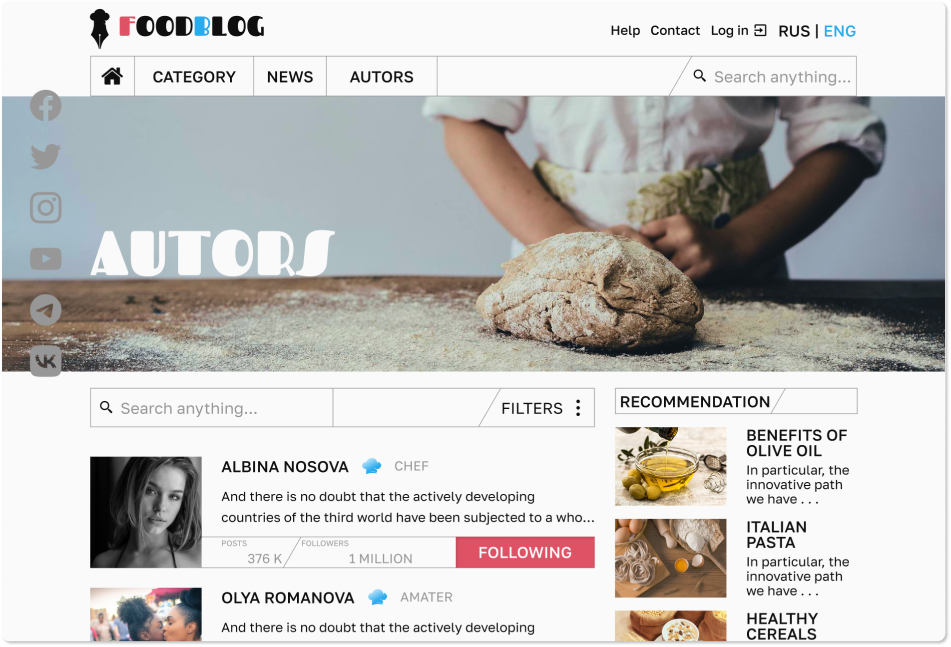 FOODBLOG
Help Contact Log in RUS | ENG
CATEGORY NEWS AUTORS Search anything...
AUTORS
Search anything... FILTERS
ALBINA NOSOVA CHEF
And there is no doubt that the actively developing
countries of the third world have been subjected to a who...
POSTS FOLLOWERS
376 K 1 MILLION FOLLOWING
OLYA ROMANOVA AMATER
And there is no doubt that the actively developing
RECOMMENDATION
BENEFITS OF
OLIVE OIL
In particular, the
innovative path
we have . . .
ITALIAN
PASTA
In particular, the
innovative path
we have . . .
HEALTHY
CEREALS